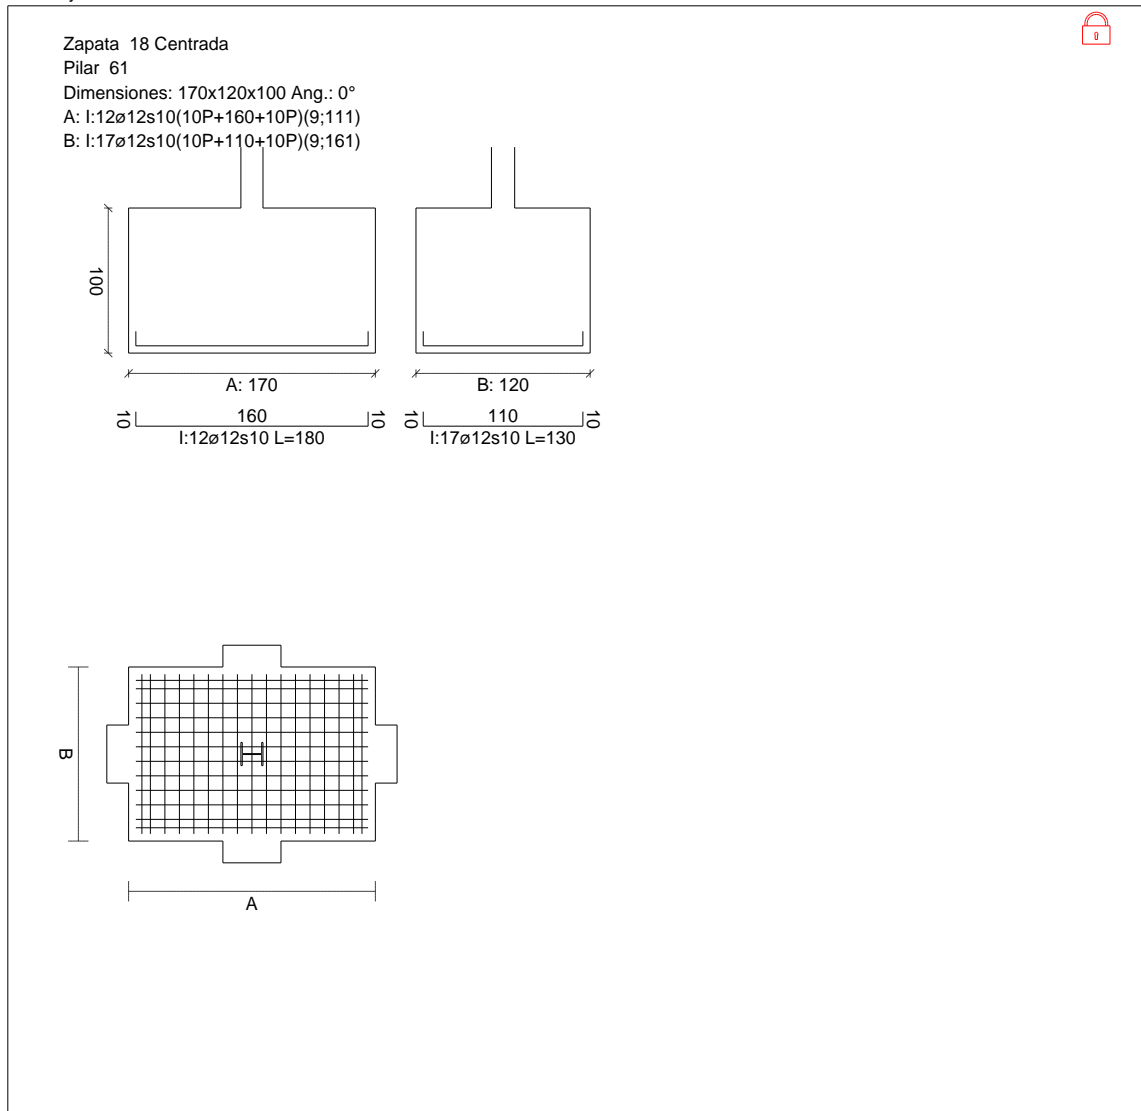 Zapata  18 Centrada
Pilar  61
Dimensiones: 170x120x100 Ang.: 0°
A: I:12ø12s10(10P+160+10P)(9;111)
B: I:17ø12s10(10P+110+10P)(9;161)
100
A: 170
B: 120
10 160 10
10 110 10
I:12ø12s10 L=180
I:17ø12s10 L=130
B
A